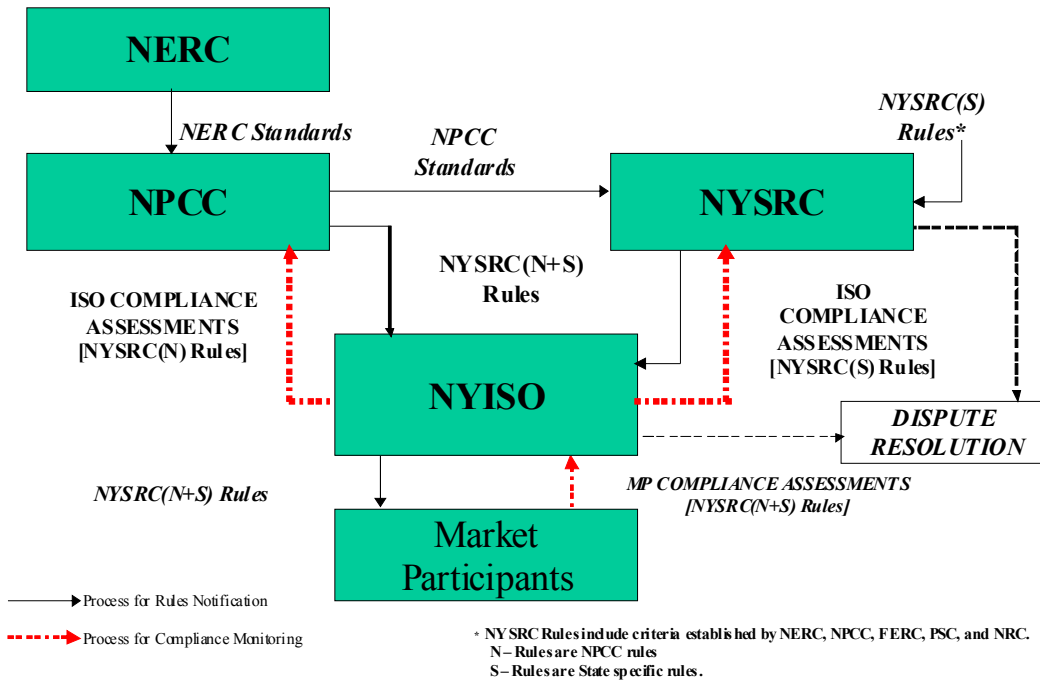 NERC
NERC Standards
NPCC
Standards
NYSRC(S)
Rules*
NPCC
NYSRC
NYSRC(N+S)
Rules
ISO COMPLIANCE
ASSESSMENTS
[NYSRC(N) Rules]
ISO
COMPLIANCE
ASSESSMENTS
[NYSRC(S) Rules]
NYISO
DISPUTE
RESOLUTION
NYSRC(N+S) Rules
MP COMPLIANCE ASSESSMENTS
[NYSRC(N+S) Rules]
Market
Participants
Process for Rules Notification
Process for Compliance Monitoring
* NYSRC Rules include criteria established by NERC, NPCC, FERC, PSC, and NRC.
N – Rules are NPCC rules
S – Rules are State specific rules.